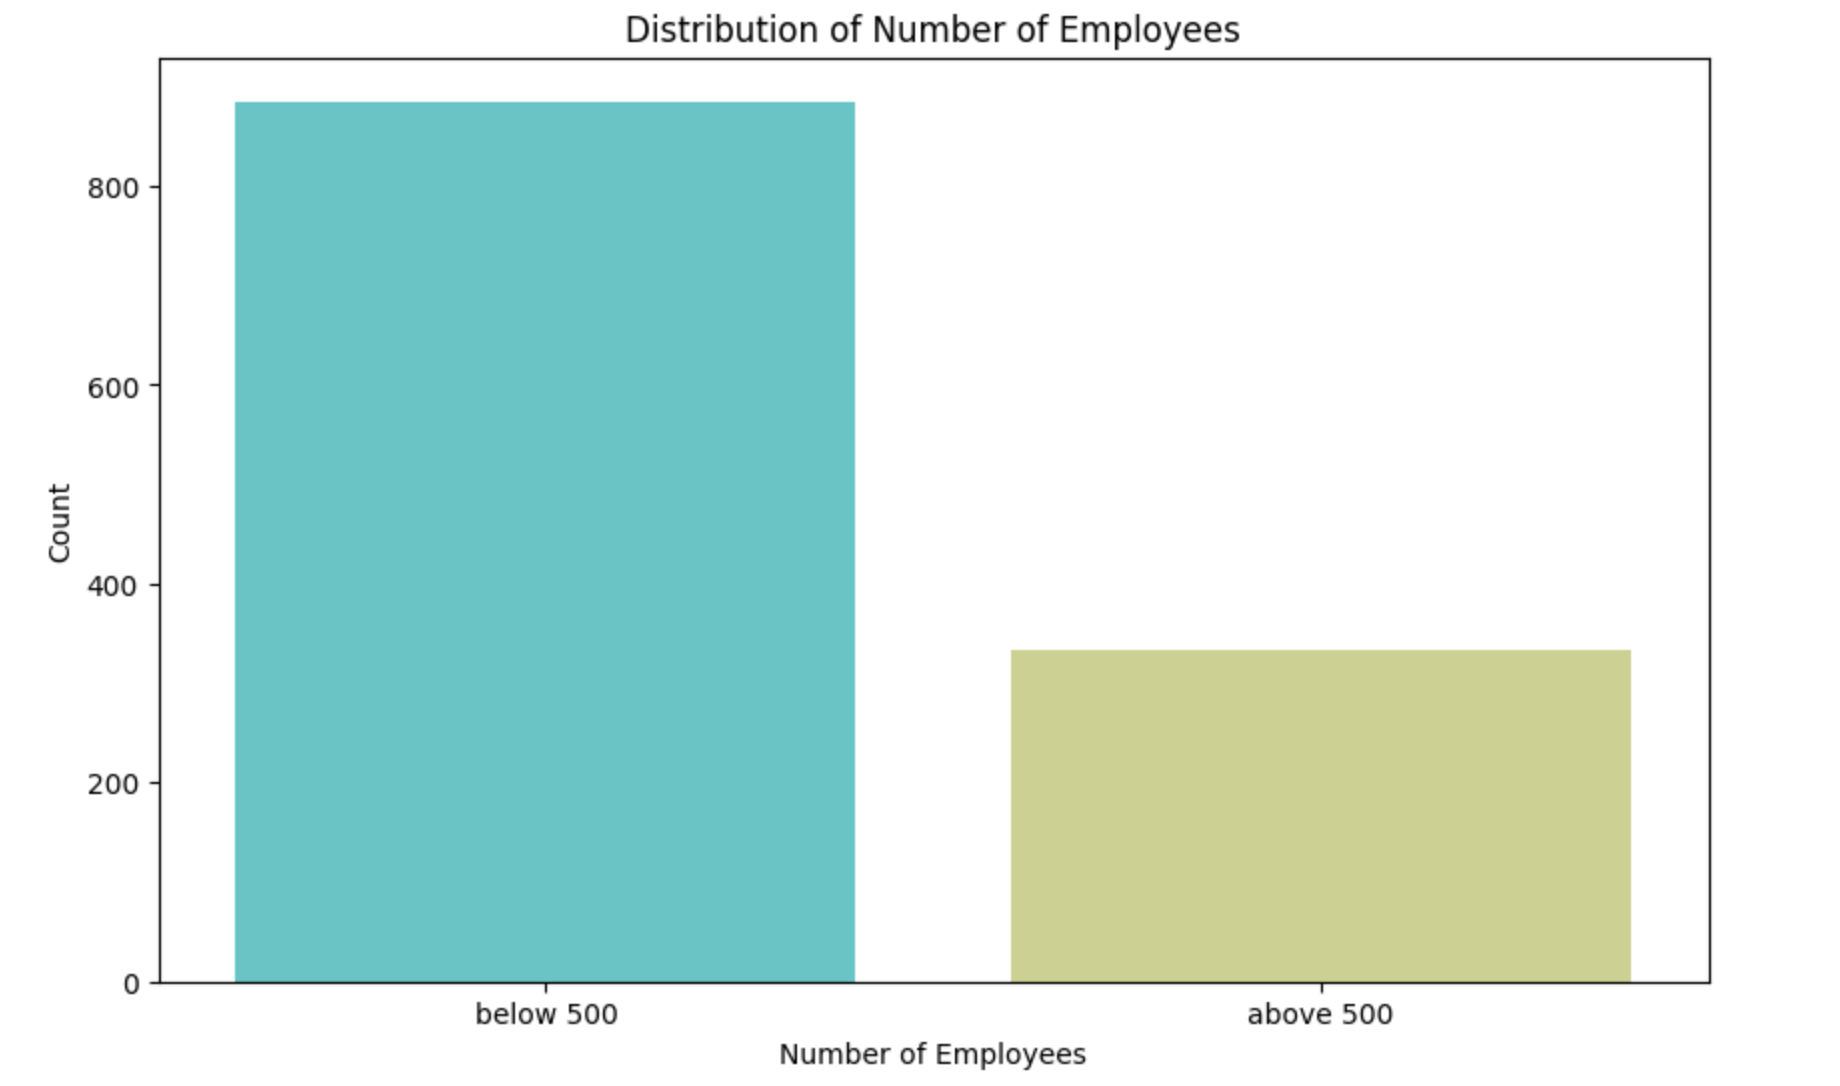 Distribution of Number of Employees
800
600
400
200
0
Count
below 500
above 500
Number of Employees